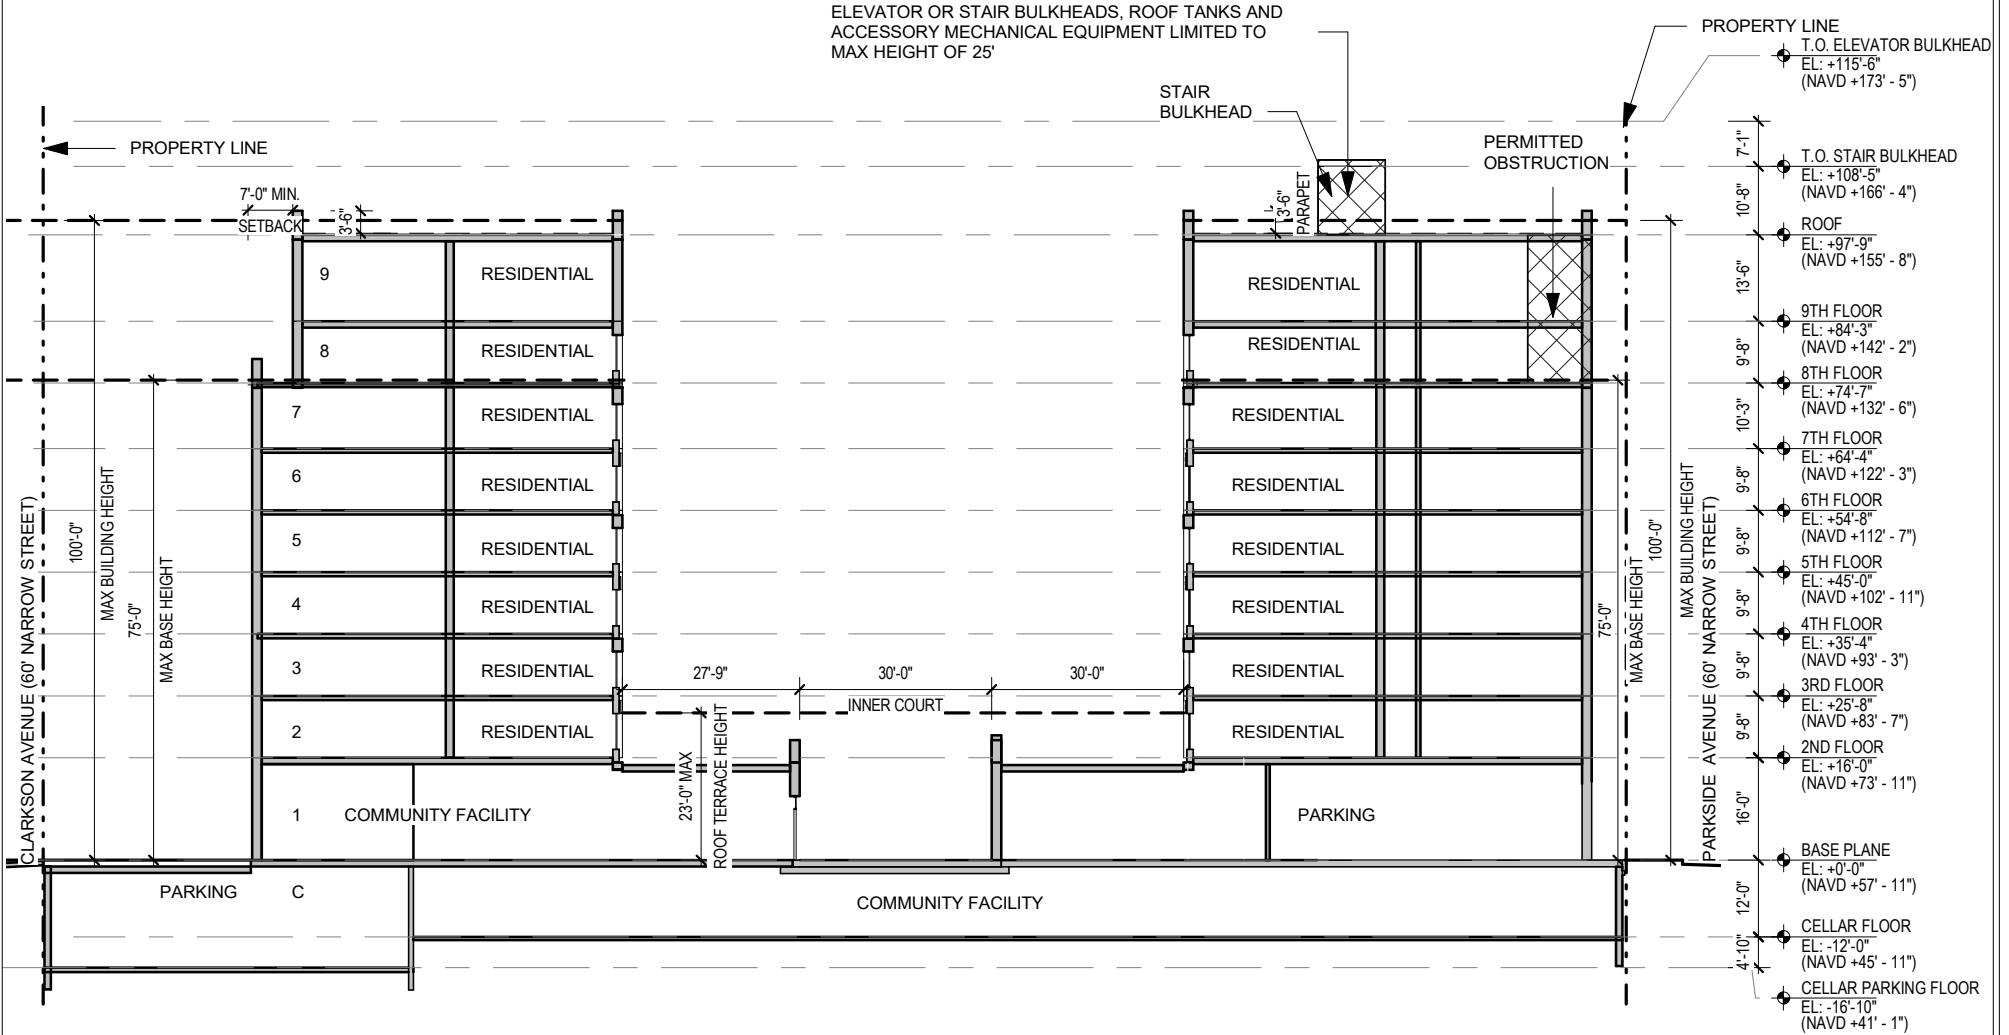 ELEVATOR OR STAIR BULKHEADS, ROOF TANKS AND
ACCESSORY MECHANICAL EQUIPMENT LIMITED TO
MAX HEIGHT OF 25'
PROPERTY LINE
T.O. ELEVATOR BULKHEAD
EL: +115'-6"
(NAVD +173' - 5")
STAIR
BULKHEAD
PERMITTED
OBSTRUCTION
PROPERTY LINE
7'-1"
T.O. STAIR BULKHEAD
EL: +108'-5"
(NAVD +166' - 4")
7'-0" MIN.
SETBACK
3'-6"
3'-6"
PARAPET
10'-8"
ROOF
EL: +97'-9"
(NAVD +155' - 8")
9
RESIDENTIAL
RESIDENTIAL
13'-6"
9TH FLOOR
EL: +84'-3"
(NAVD +142' - 2")
8
RESIDENTIAL
RESIDENTIAL
9'-8"
8TH FLOOR
EL: +74'-7"
(NAVD +132' - 6")
7
RESIDENTIAL
RESIDENTIAL
10'-3"
7TH FLOOR
EL: +64'-4"
(NAVD +122' - 3")
6
RESIDENTIAL
RESIDENTIAL
9'-8"
6TH FLOOR
EL: +54'-8"
(NAVD +112' - 7")
5
RESIDENTIAL
RESIDENTIAL
9'-8"
5TH FLOOR
EL: +45'-0"
(NAVD +102' - 11")
4
RESIDENTIAL
RESIDENTIAL
9'-8"
4TH FLOOR
EL: +35'-4"
(NAVD +93' - 3")
3
RESIDENTIAL
RESIDENTIAL
9'-8"
3RD FLOOR
EL: +25'-8"
(NAVD +83' - 7")
2
RESIDENTIAL
RESIDENTIAL
9'-8"
2ND FLOOR
EL: +16'-0"
(NAVD +73' - 11")
CLARKSON AVENUE (60' NARROW STREET)
100'-0"
MAX BUILDING HEIGHT
75'-0"
MAX BASE HEIGHT
27'-9"
30'-0"
30'-0"
INNER COURT
23'-0" MAX
ROOF TERRACE HEIGHT
75'-0"
MAX BASE HEIGHT
100'-0"
MAX BUILDING HEIGHT
PARKSIDE AVENUE (60' NARROW STREET)
1
COMMUNITY FACILITY
PARKING
16'-0"
BASE PLANE
EL: +0'-0"
(NAVD +57' - 11")
PARKING
C
COMMUNITY FACILITY
12'-0"
CELLAR FLOOR
EL: -12'-0"
(NAVD +45' - 11")
4'-10"
CELLAR PARKING FLOOR
EL: -16'-10"
(NAVD +41' - 1")